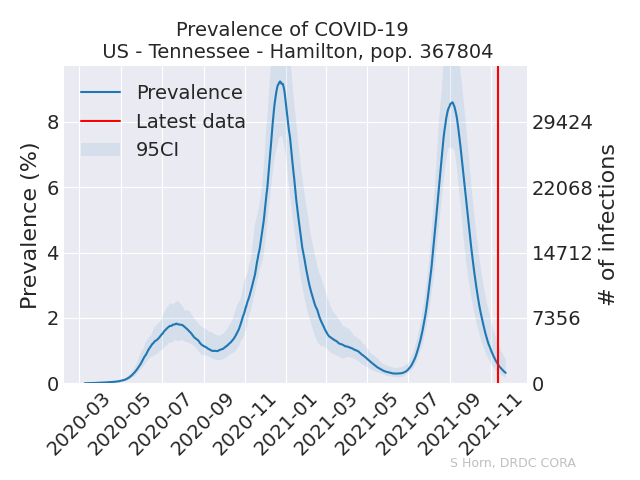 Prevalence of COVID-19
US - Tennessee - Hamilton, pop. 367804
Prevalence
Latest data
95CI
Prevalence (%)
8
6
4
2
0
29424
22068
14712
7356
0
# of infections
2020-03
2020-05
2020-07
2020-09
2020-11
2021-01
2021-03
2021-05
2021-07
2021-09
2021-11
S Horn, DRDC CORA